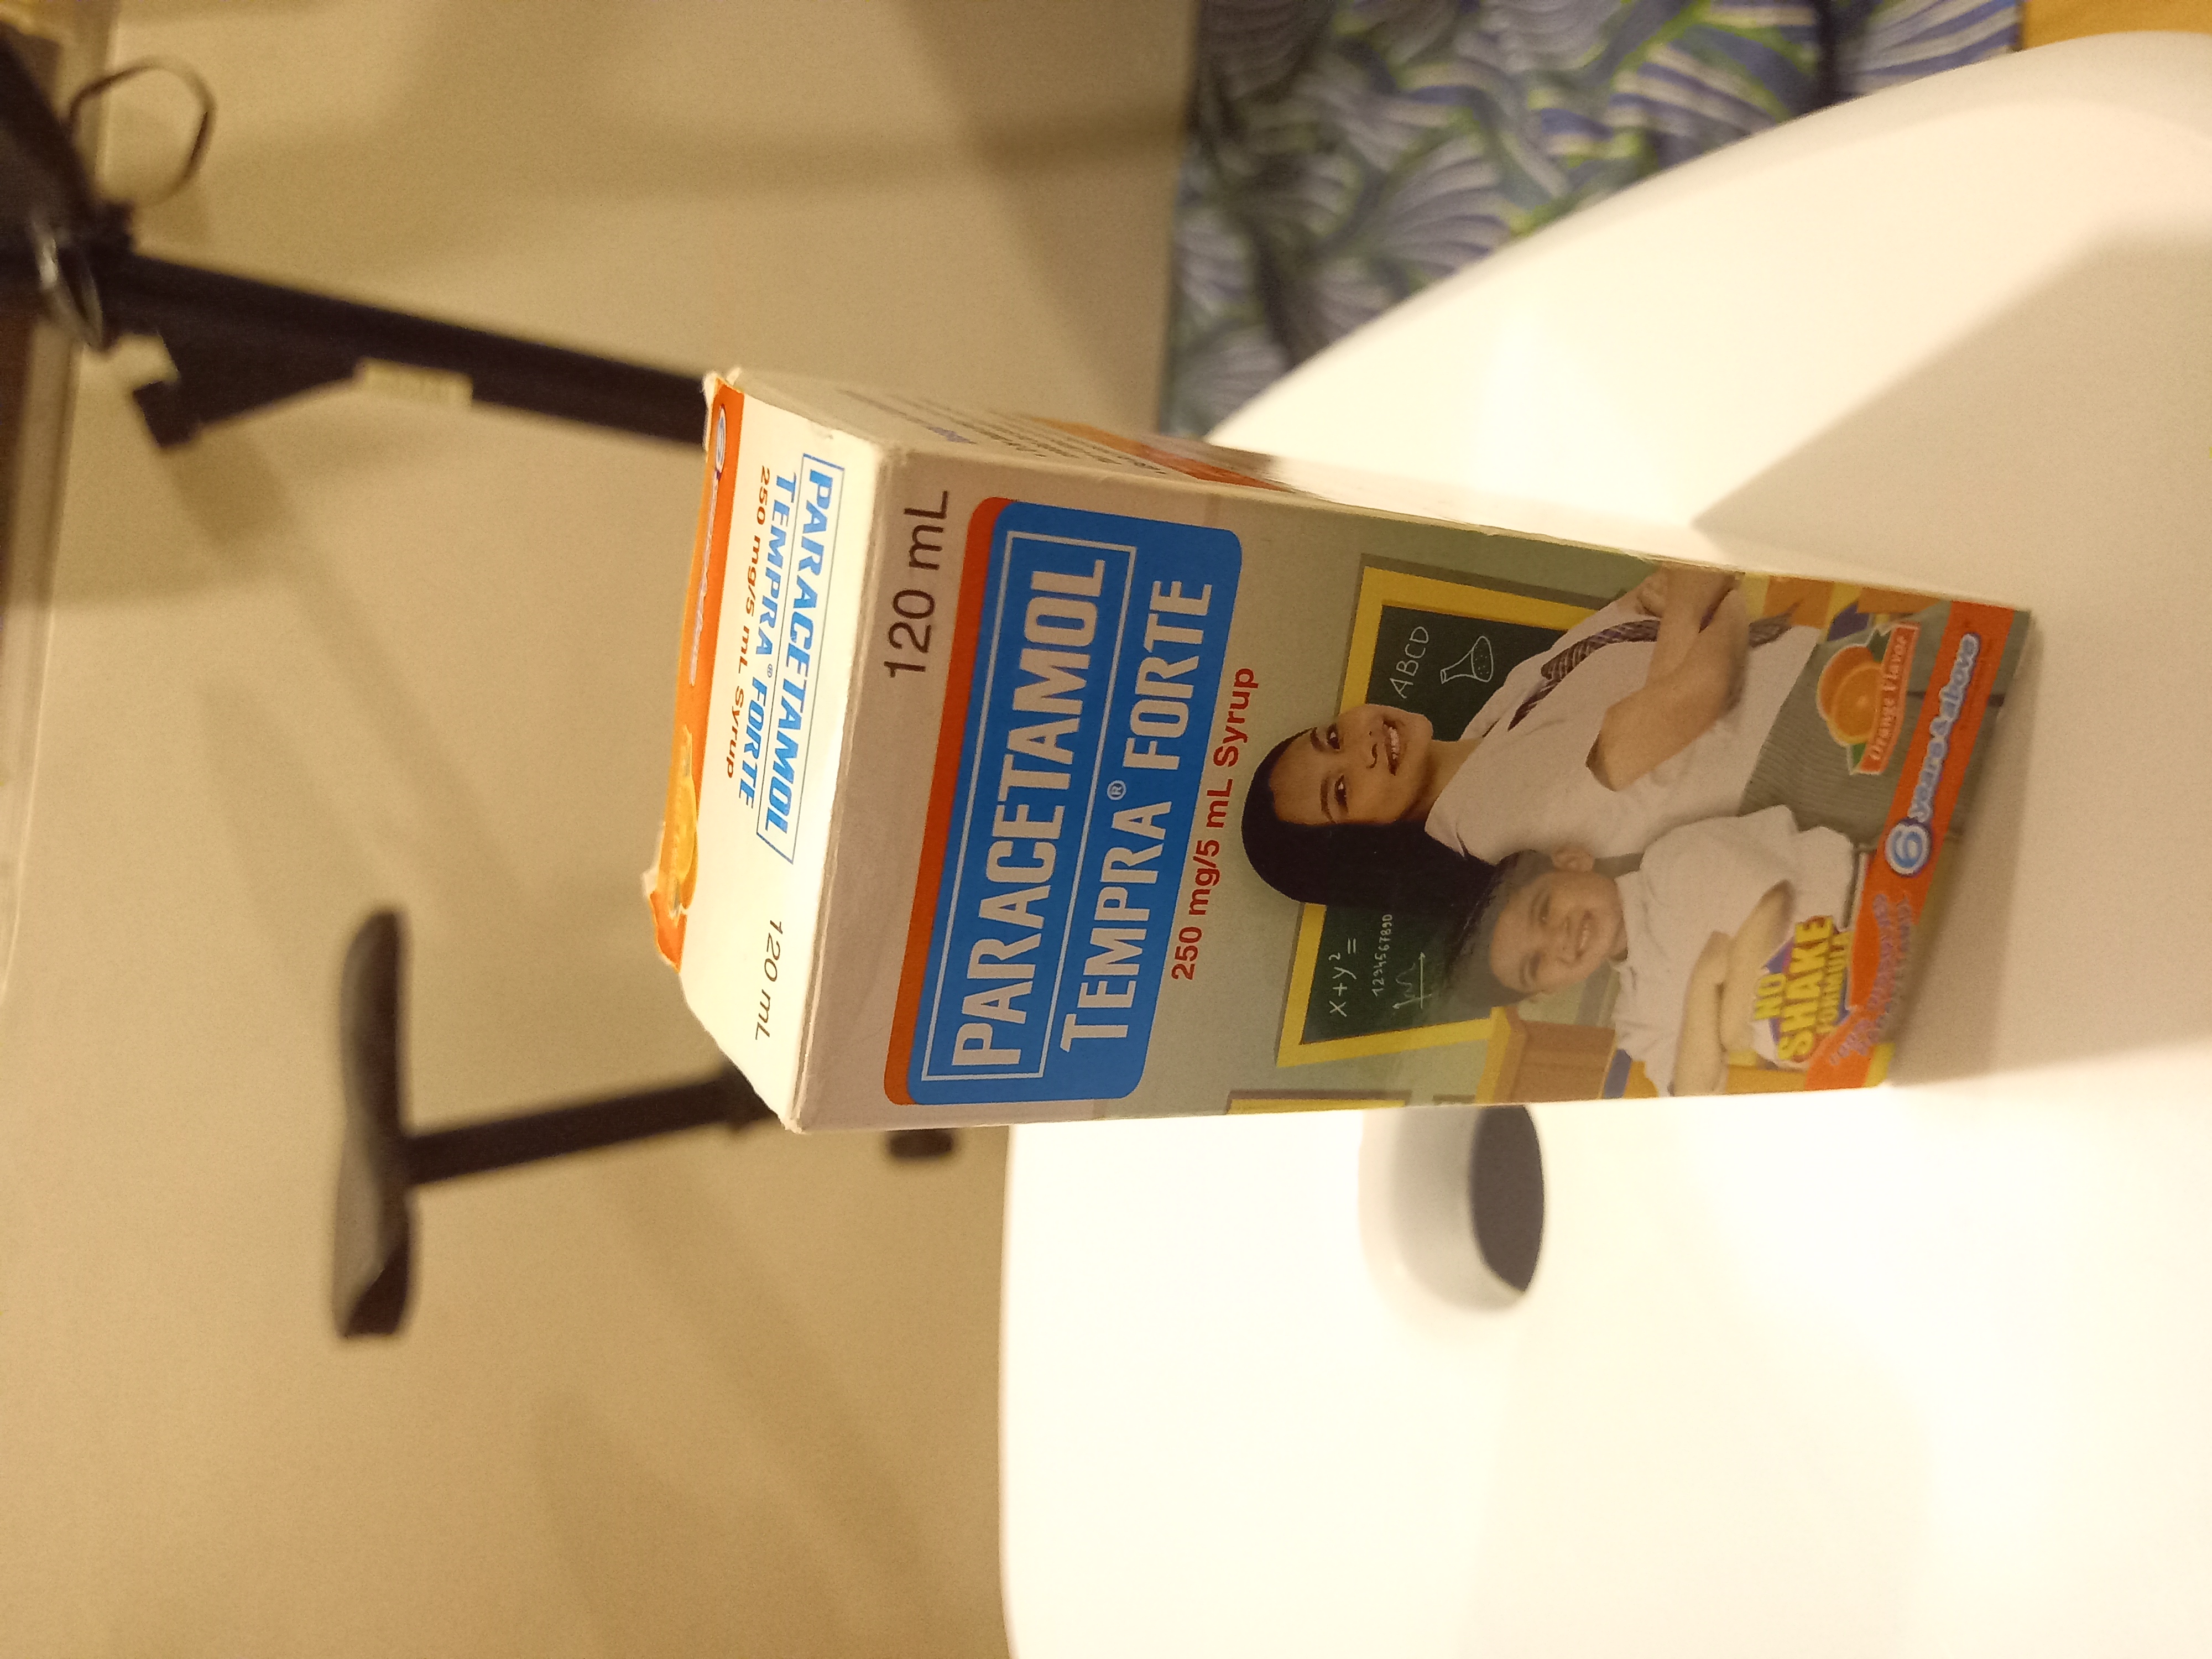 120 mL
PARACETAMOL
TEMPRA® FORTE
250 mg/5 mL Syrup
120 mL
PARACETAMOL
TEMPRA® FORTE
250 mg/5 mL Syrup
x+y²=
1234567890
ABCD
NO
SHAKE
FORMULA
Orange Flavor
6 years & above